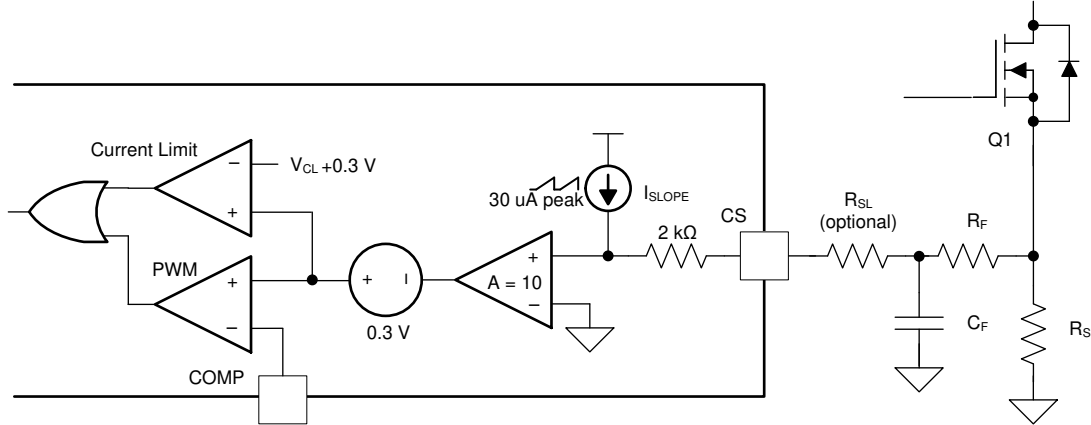 Q1
Current Limit
–
V_CL +0.3 V
+
30 uA peak
I_SLOPE
CS
R_SL
(optional)
R_F
2 kΩ
PWM
+
–
+
–
A = 10
+
–
0.3 V
C_F
R_S
COMP